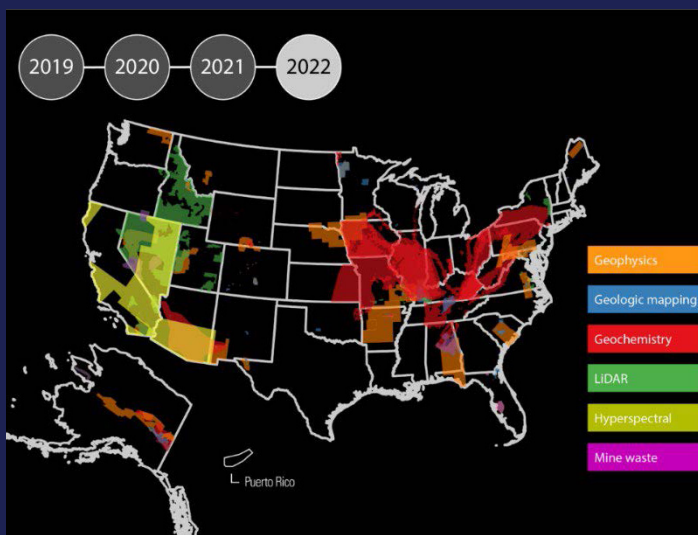 2019 2020 2021 2022
Geophysics
Geologic mapping
Geochemistry
LiDAR
Hyperspectral
Mine waste
Puerto Rico